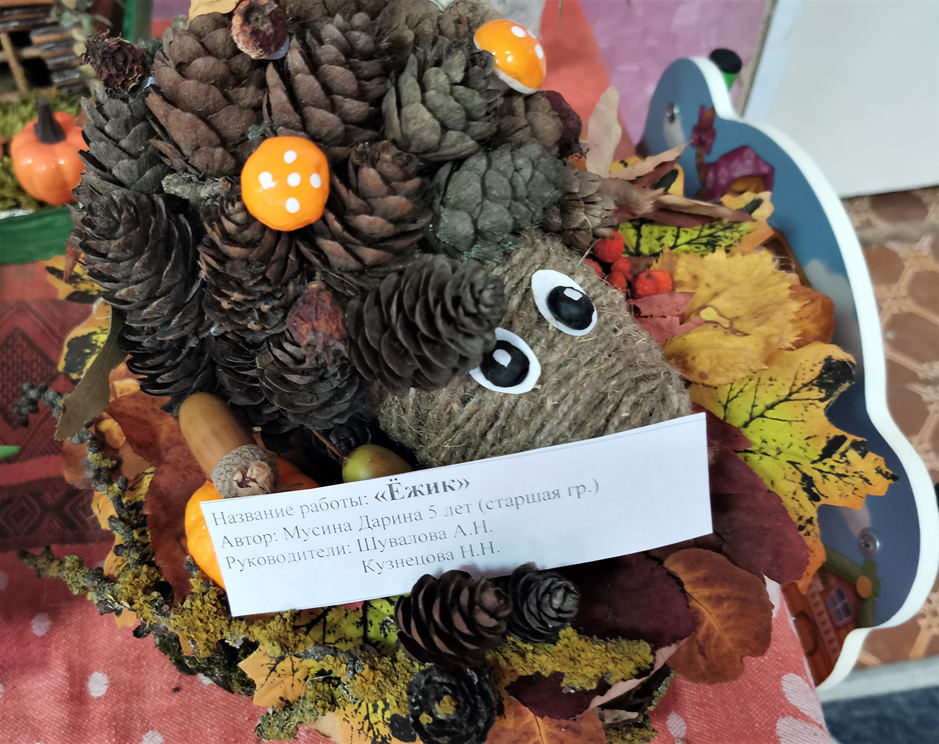 Название работы: «Ёжик»
Автор: Мусина Дарина 5 лет (старшая гр.)
Руководители: Шувалова А.Н.
Кузнецова Н.Н.